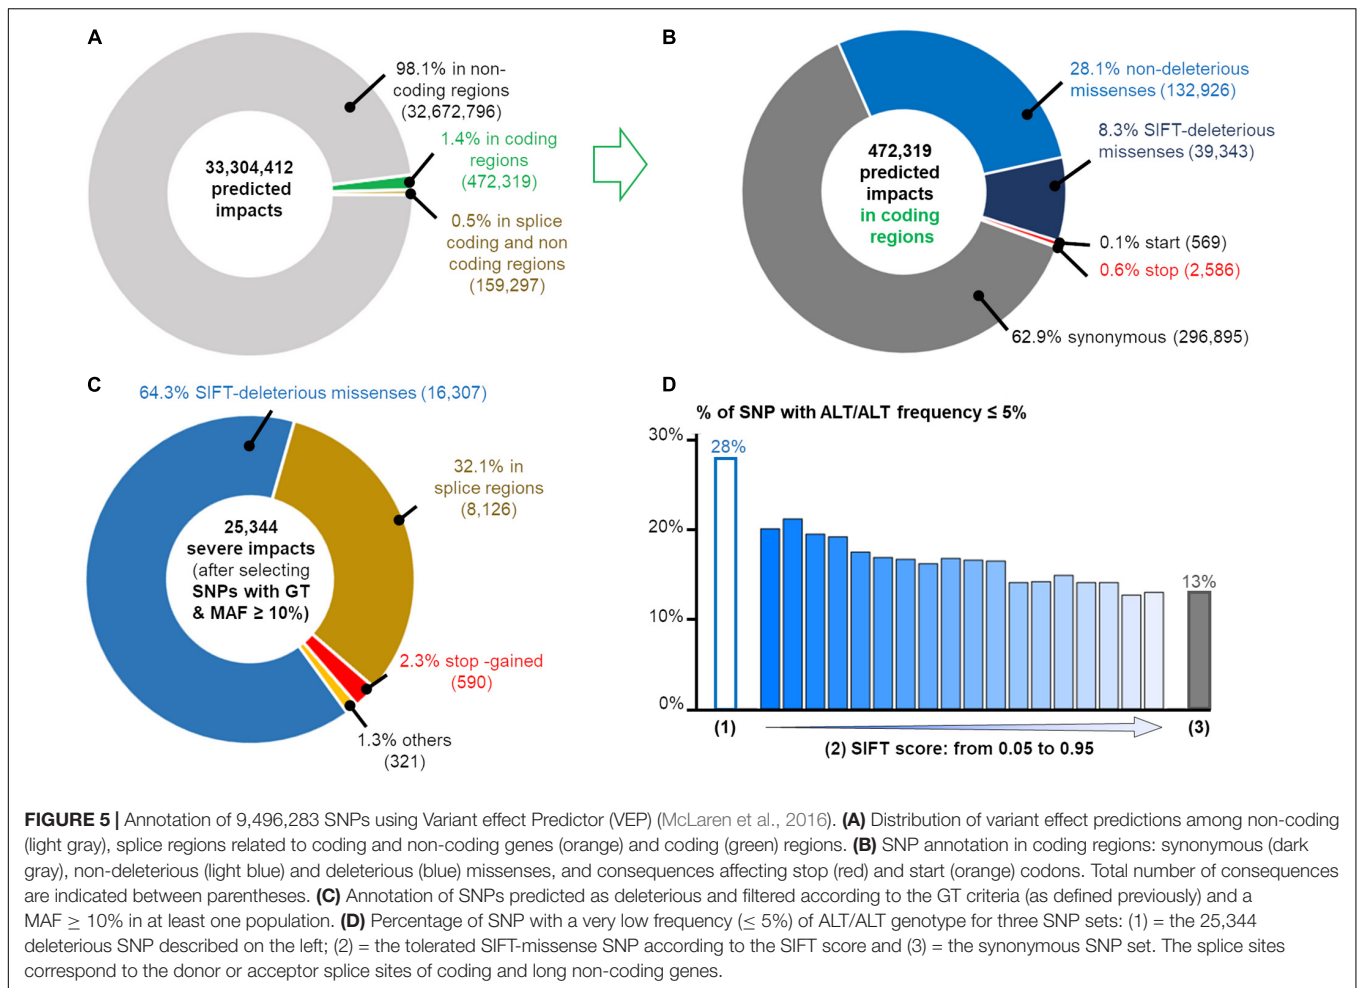 A
98.1% in non-
coding regions
(32,672,796)
1.4% in coding
regions
(472,319)
33,304,412
predicted
impacts
0.5% in splice
coding and non
coding regions
(159,297)
B
28.1% non-deleterious
missenses (132,926)
8.3% SIFT-deleterious
missenses (39,343)
472,319
predicted
impacts
in coding
regions
0.1% start (569)
0.6% stop (2,586)
62.9% synonymous (296,895)
C
64.3% SIFT-deleterious missenses (16,307)
32.1% in
splice regions
(8,126)
25,344
severe impacts
(after selecting
SNPs with GT
& MAF ≥ 10%)
2.3% stop -gained
(590)
1.3% others
(321)
D
% of SNP with ALT/ALT frequency ≤ 5%
30%
28%
20%
13%
10%
0%
(1)
(3)
(2) SIFT score: from 0.05 to 0.95
FIGURE 5 | Annotation of 9,496,283 SNPs using Variant effect Predictor (VEP) (McLaren et al., 2016). (A) Distribution of variant effect predictions among non-coding
(light gray), splice regions related to coding and non-coding genes (orange) and coding (green) regions. (B) SNP annotation in coding regions: synonymous (dark
gray), non-deleterious (light blue) and deleterious (blue) missenses, and consequences affecting stop (red) and start (orange) codons. Total number of consequences
are indicated between parentheses. (C) Annotation of SNPs predicted as deleterious and filtered according to the GT criteria (as defined previously) and a
MAF ≥ 10% in at least one population. (D) Percentage of SNP with a very low frequency (≤ 5%) of ALT/ALT genotype for three SNP sets: (1) = the 25,344
deleterious SNP described on the left; (2) = the tolerated SIFT-missense SNP according to the SIFT score and (3) = the synonymous SNP set. The splice sites
correspond to the donor or acceptor splice sites of coding and long non-coding genes.